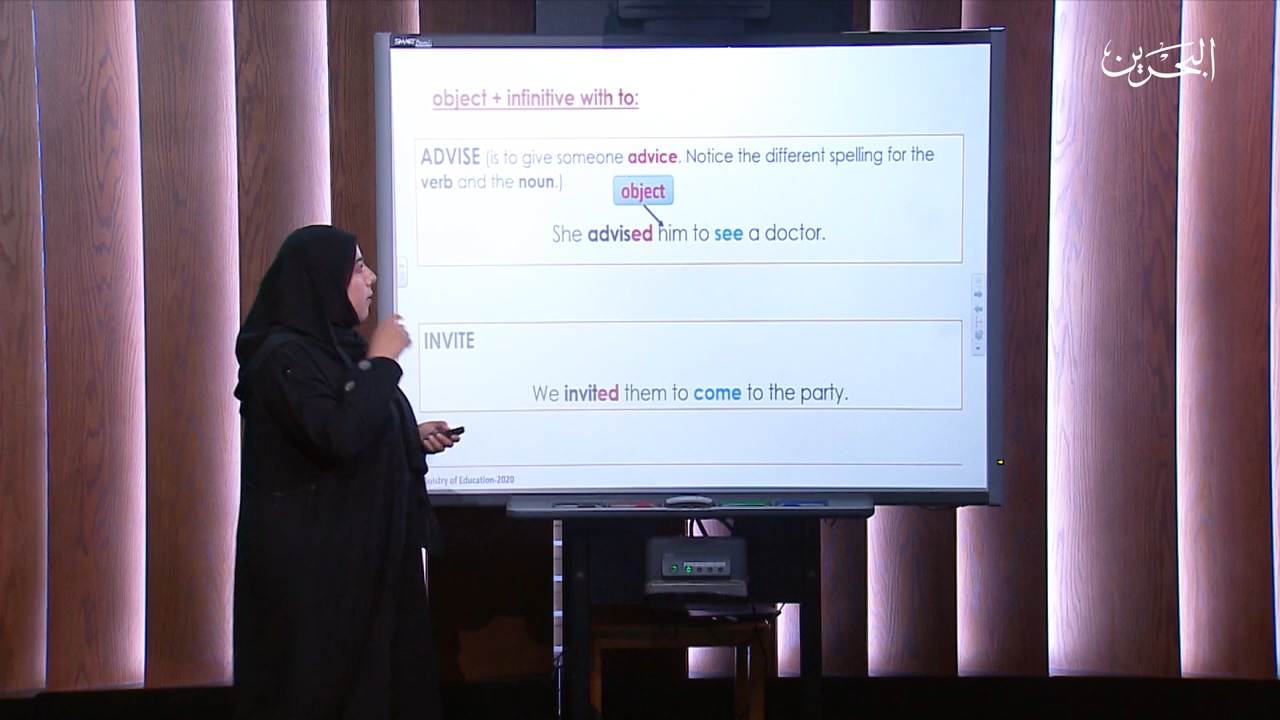 البحرين
SMART
object + infinitive with to:
ADVISE (is to give someone advice. Notice the different spelling for the
verb and the noun.)
object
She advised him to see a doctor.
INVITE
We invited them to come to the party.
istry of Education-2020